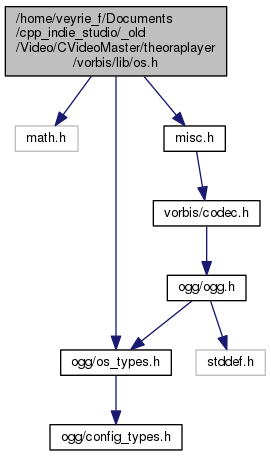 /home/veyrie_f/Documents
/cpp_indie_studio/_old
/Video/CVideoMaster/theoraplayer
/vorbis/lib/os.h
math.h
misc.h
vorbis/codec.h
ogg/ogg.h
ogg/os_types.h
stddef.h
ogg/config_types.h